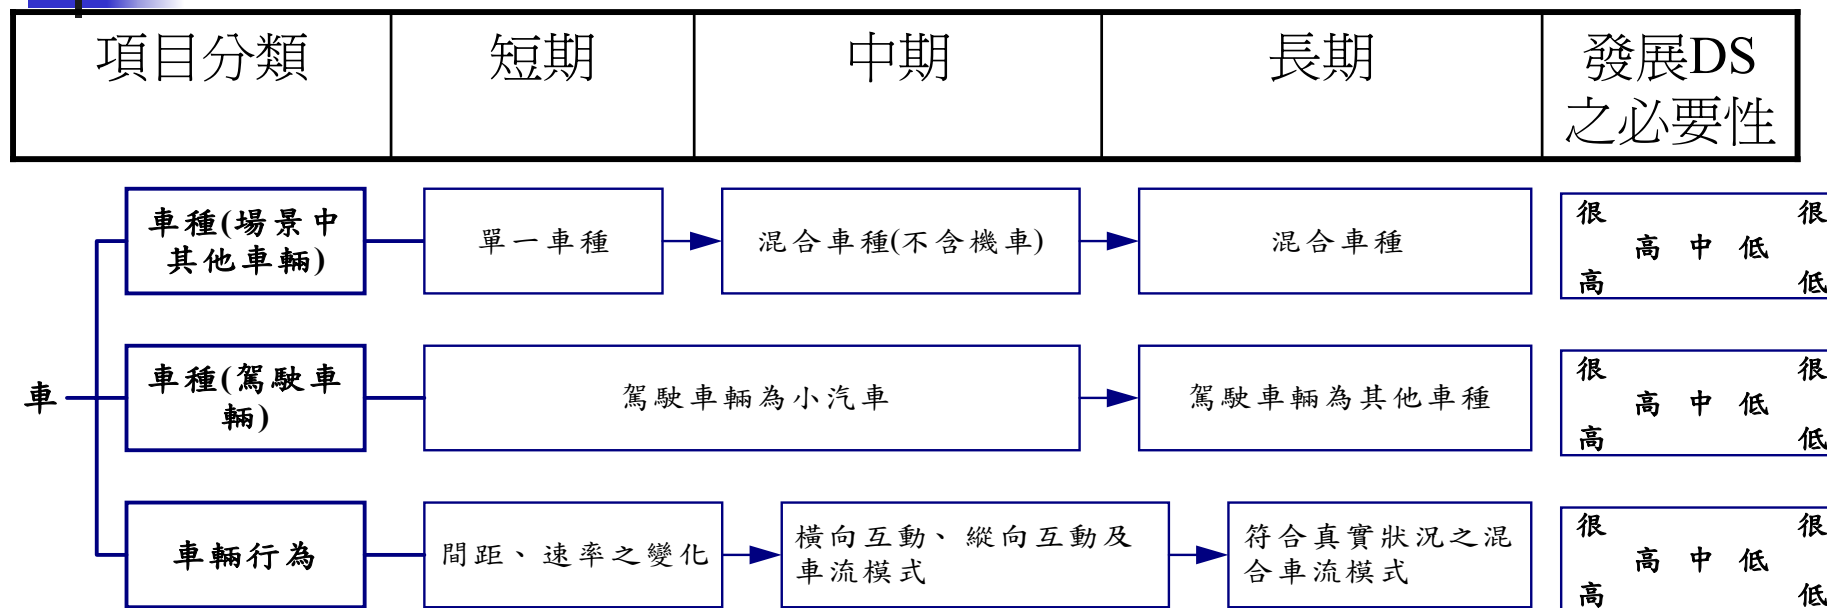 項目分類 短期 中期 長期 發展DS
之必要性
車種(場景中
其他車輛)
單一車種
混合車種(不含機車)
混合車種
很 很
高 中 低
高 低
車
車種(駕駛車
輛)
駕駛車輛為小汽車
駕駛車輛為其他車種
很 很
高 中 低
高 低
車輛行為
間距、速率之變化
橫向互動、縱向互動及
車流模式
符合真實狀況之混
合車流模式
很 很
高 中 低
高 低